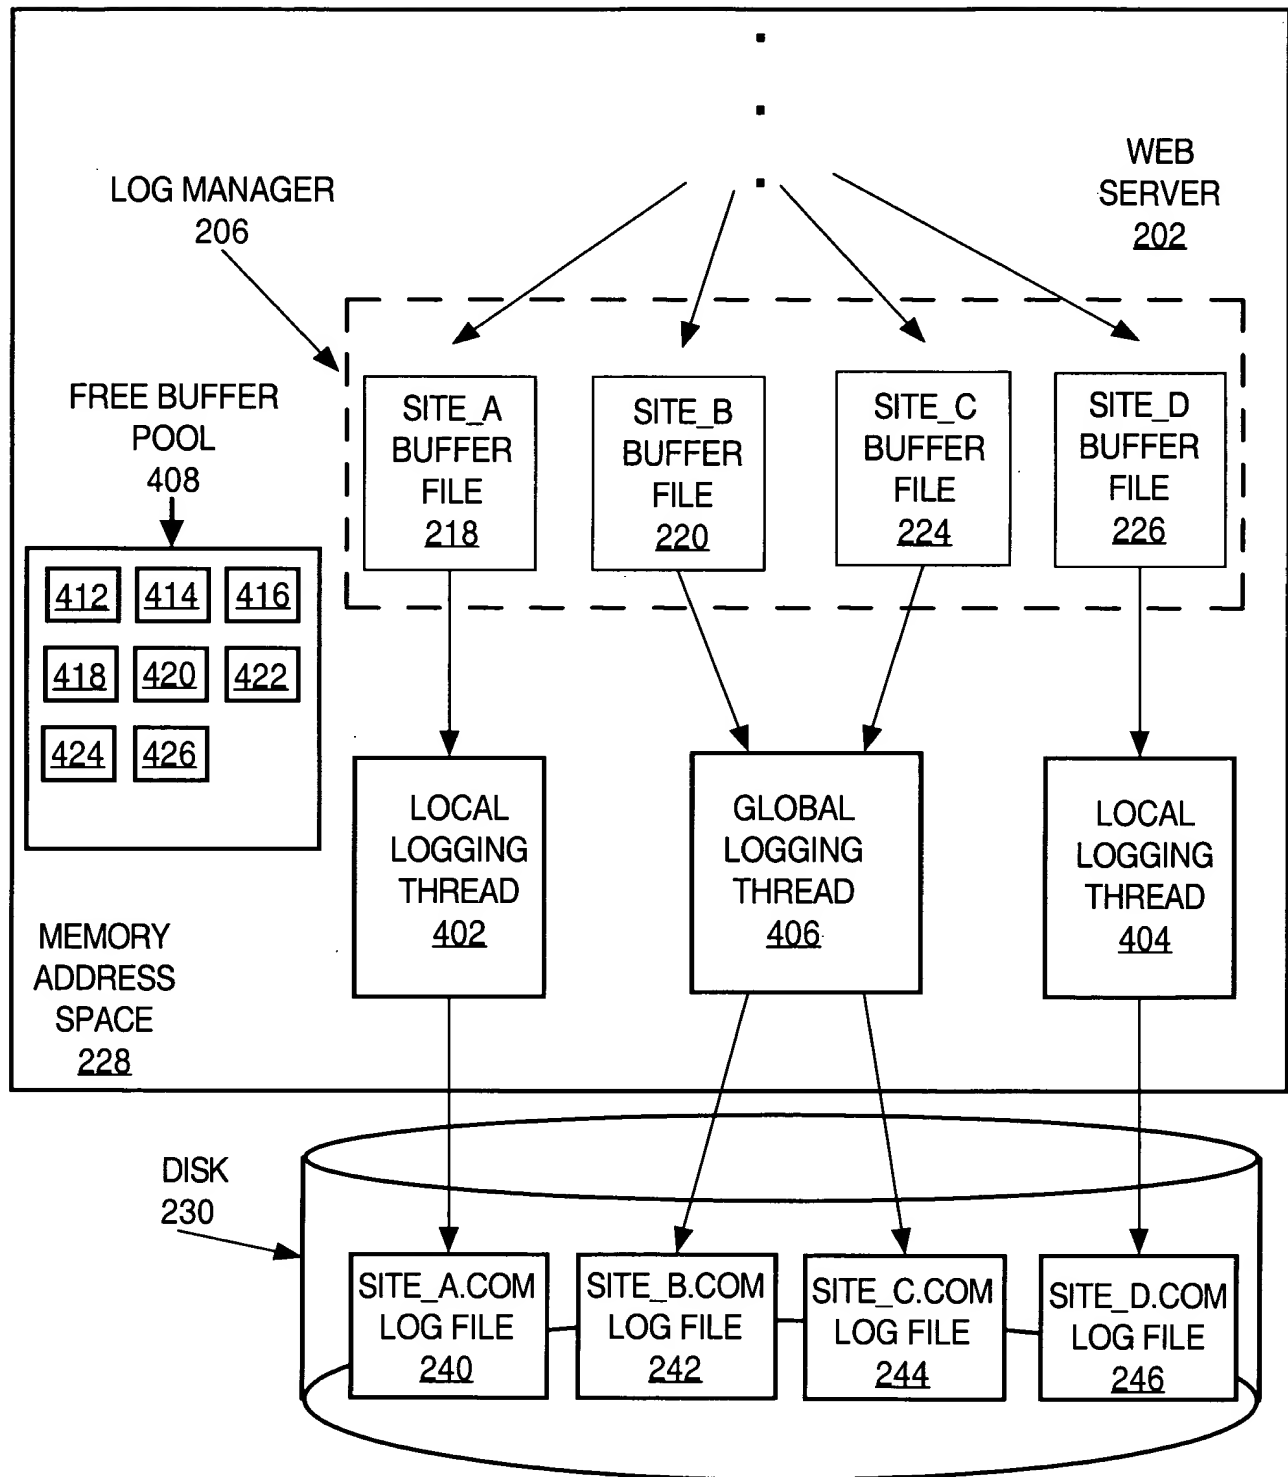 WEB
SERVER
202
LOG MANAGER
206
FREE BUFFER
POOL
408
SITE_A
BUFFER
FILE
218
SITE_B
BUFFER
FILE
220
SITE_C
BUFFER
FILE
224
SITE_D
BUFFER
FILE
226
412 414 416
418 420 422
424 426
LOCAL
LOGGING
THREAD
402
GLOBAL
LOGGING
THREAD
406
LOCAL
LOGGING
THREAD
404
MEMORY
ADDRESS
SPACE
228
DISK
230
SITE_A.COM
LOG FILE
240
SITE_B.COM
LOG FILE
242
SITE_C.COM
LOG FILE
244
SITE_D.COM
LOG FILE
246